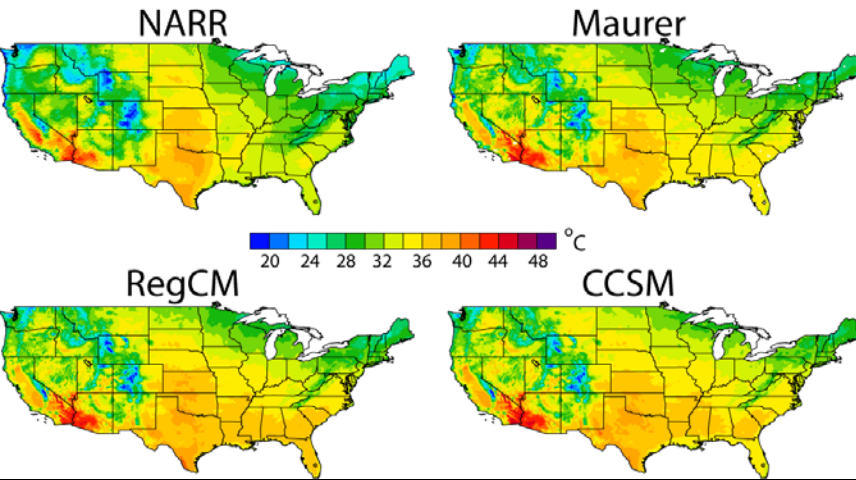 NARR
Maurer
°C
20 24 28 32 36 40 44 48
RegCM
CCSM